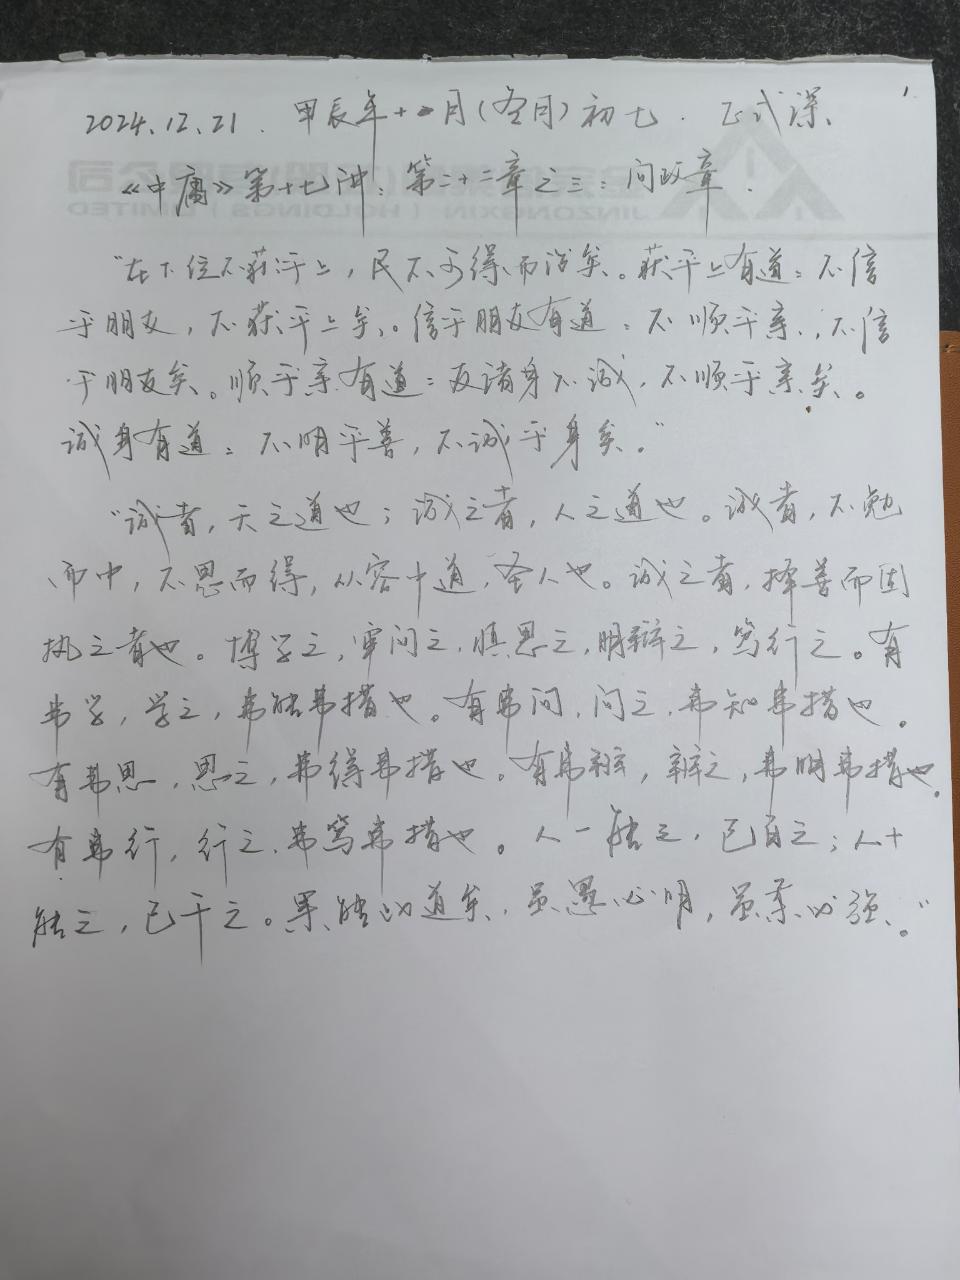 1
2024.12.21. 甲辰年十一月(冬月)初七. 正式课
《中庸》第十七讲:第二十二章之三:问政章.
"在下位不获乎上,民不可得而治矣。获乎上有道:不信
乎朋友,不获乎上矣。信乎朋友有道:不顺乎亲,不信
乎朋友矣。顺乎亲有道:反诸身不诚,不顺乎亲矣。
诚身有道:不明乎善,不诚乎身矣。"
"诚者,天之道也;诚之者,人之道也。诚者,不勉
而中,不思而得,从容中道,圣人也。诚之者,择善而固
执之者也。博学之,审问之,慎思之,明辩之,笃行之。有
弗学,学之,弗能弗措也。有弗问,问之,弗知弗措也。
有弗思,思之,弗得弗措也。有弗辨,辨之,弗明弗措也.
有弗行,行之,弗笃弗措也。人一能之,己百之;人十
能之,己千之。果能此道矣,虽愚必明,虽柔必强。"